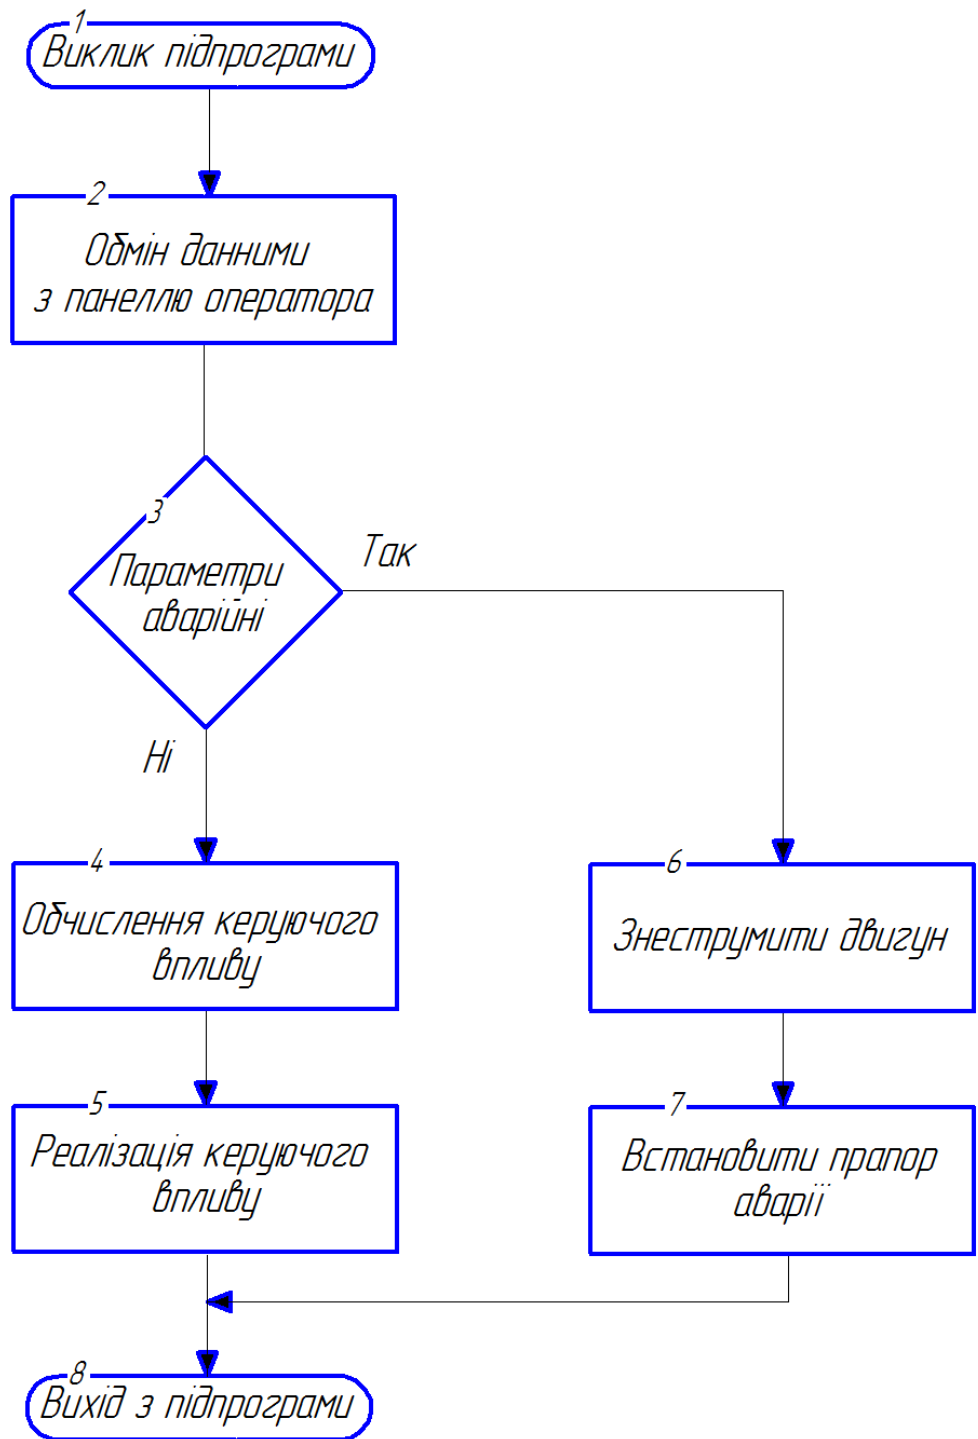 1
Виклик підпрограми
2
Обмін данними
з панеллю оператора
3
Параметри
аварійні
Так
Ні
4
Обчислення керуючого
впливу
6
Знеструмити двигун
5
Реалізація керуючого
впливу
7
Встановити прапор
аварії
8
Вихід з підпрограми